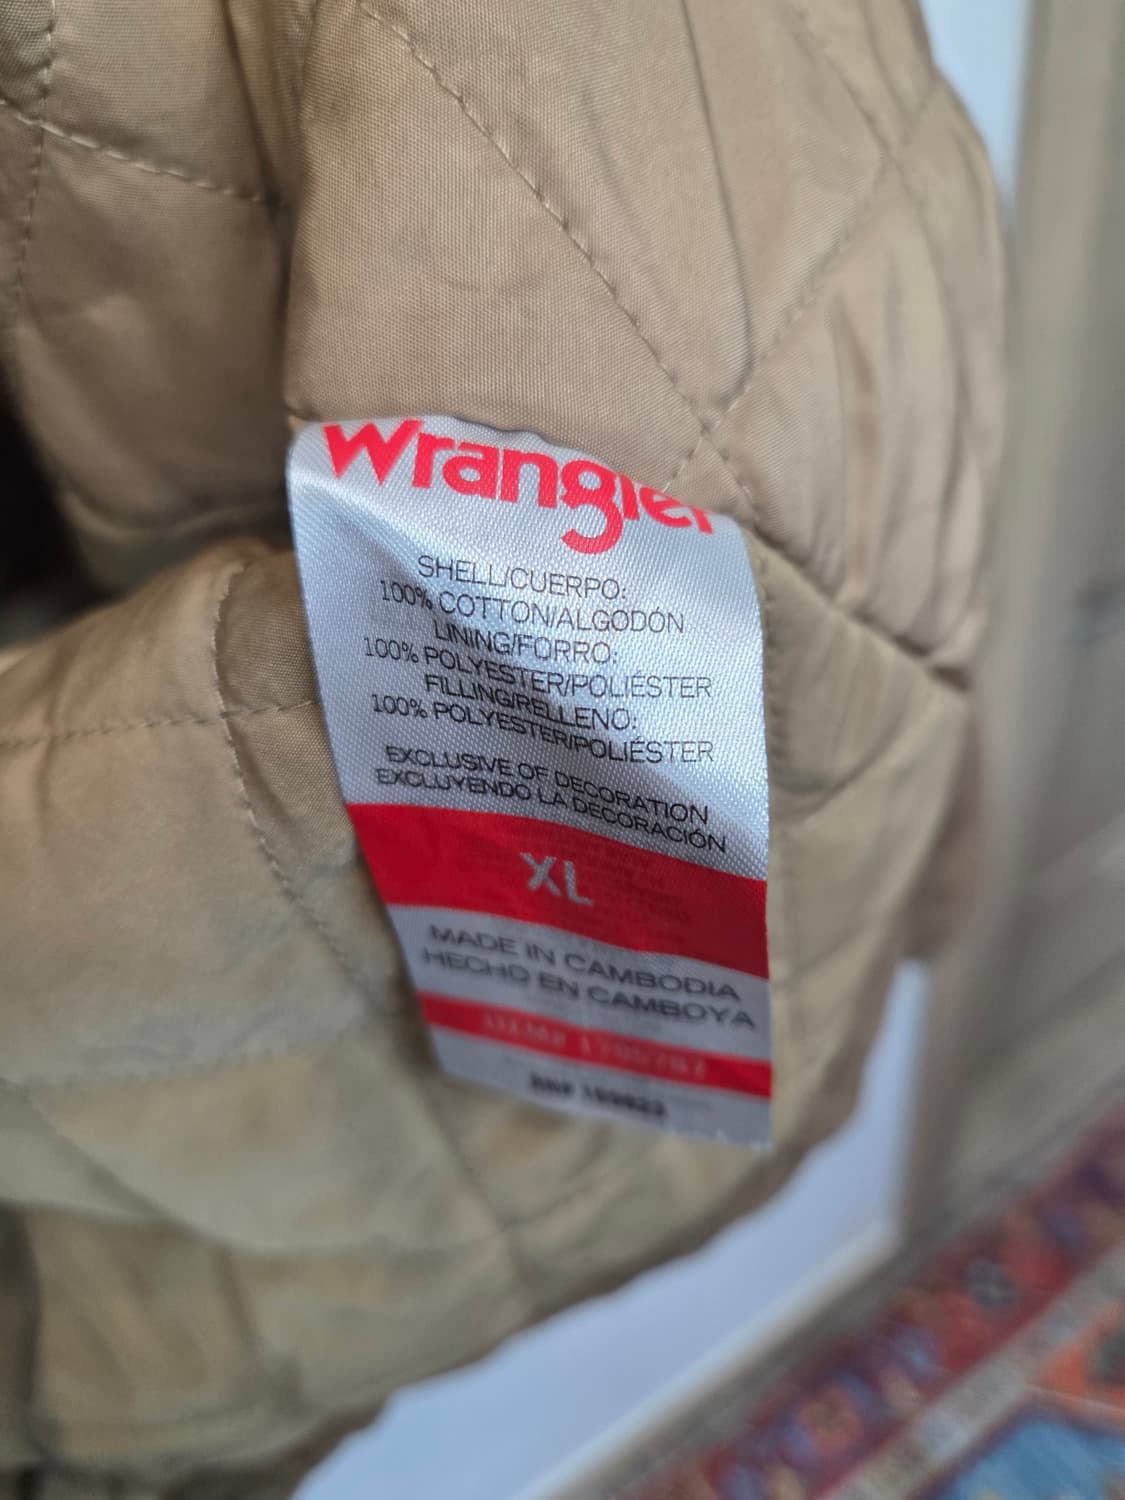 Wrangler
SHELL/CUERPO:
100% COTTON/ALGODÓN
LINING/FORRO:
100% POLYESTER/POLIÉSTER
FILLING/RELLENO:
100% POLYESTER/POLIÉSTER
EXCLUSIVE OF DECORATION
EXCLUYENDO LA DECORACIÓN
XL
MADE IN CAMBODIA
HECHO EN CAMBOYA